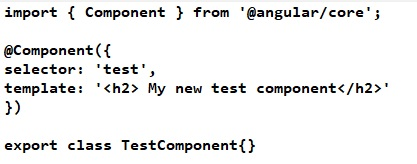 import { Component } from '@angular/core';
@Component({
selector: 'test',
template: '<h2> My new test component</h2>'
})
export class TestComponent{}